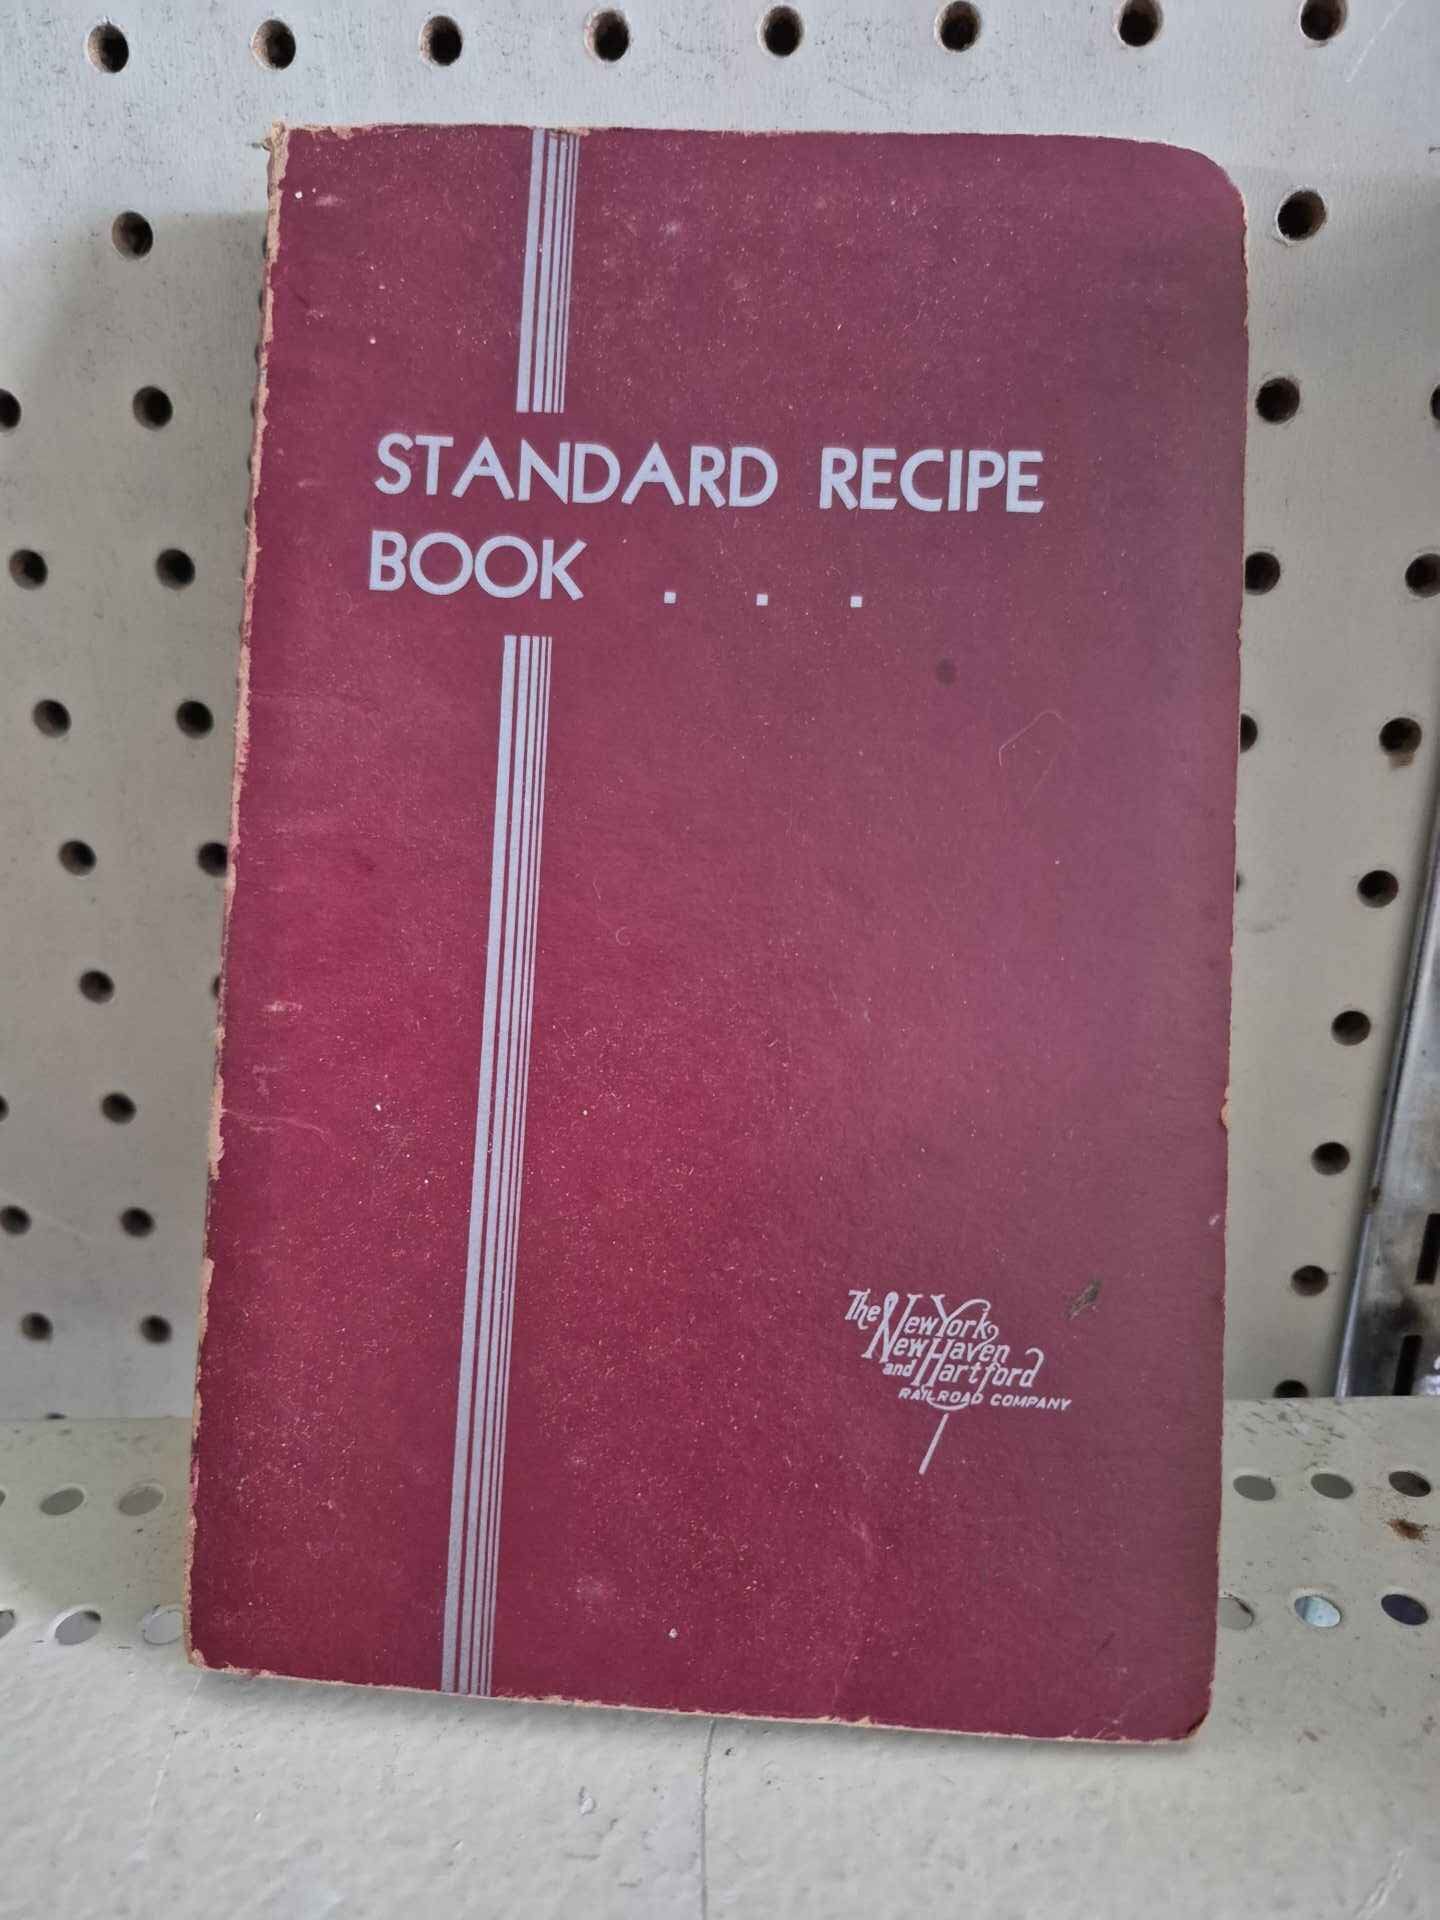 STANDARD RECIPE
BOOK . . .
The New York,
New Haven
and Hartford
RAILROAD COMPANY